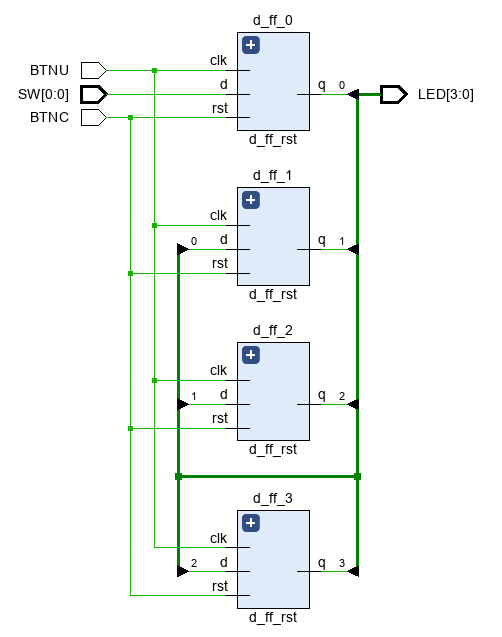 d_ff_0
BTNU
clk
SW[0:0]
d
q
0
LED[3:0]
BTNC
rst
d_ff_rst
d_ff_1
clk
0
d
q
1
rst
d_ff_rst
d_ff_2
clk
1
d
q
2
rst
d_ff_rst
d_ff_3
clk
2
d
q
3
rst
d_ff_rst